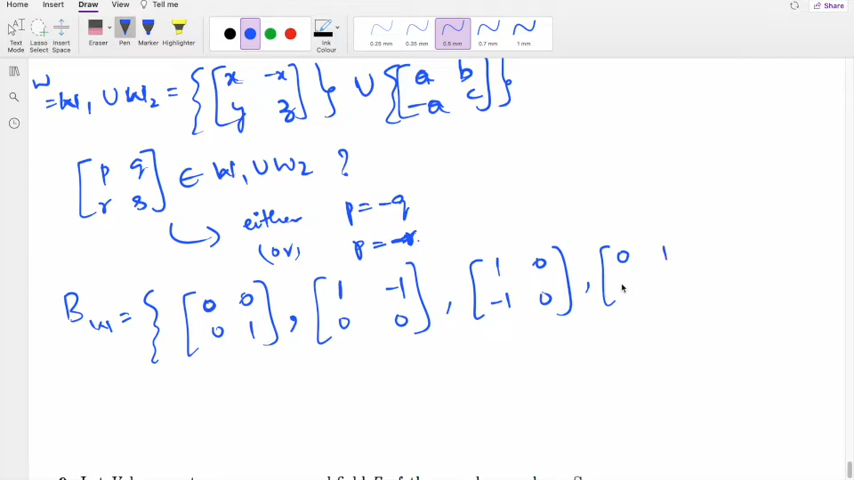 Home Insert Draw View Tell me Share
Text Mode Lasso Select Insert Space Eraser Pen Marker Highlighter Ink Colour 0.25 mm 0.35 mm 0.5 mm 0.7 mm 1 mm
W = W₁ ∪ W₂ = { [ x -x
y z ] } ∪ { [ a b
-a c ] }
[ p q
r s ] ∈ W₁ ∪ W₂ ?
↳ either p = -q
(or) p = -r.
B_W = { [ 0 0
0 1 ] , [ 1 -1
0 0 ] , [ 1 0
-1 0 ] , [ 0 1